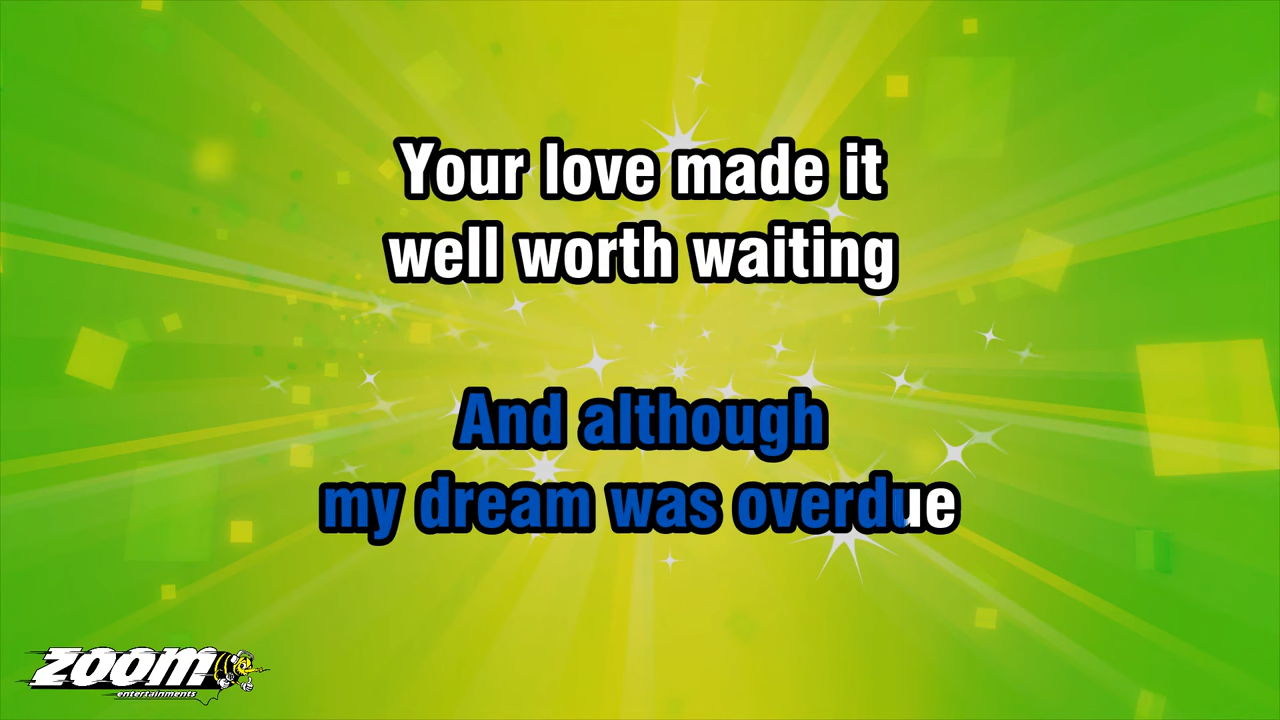 Your love made it
well worth waiting
And although
my dream was overdue
zoom
entertainments